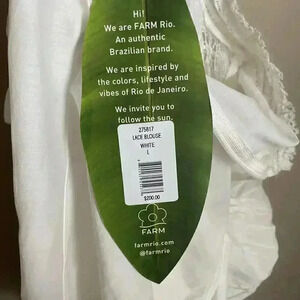 Hi!
We are FARM Rio.
An authentic
Brazilian brand.
We are inspired by
the colors, lifestyle and
vibes of Rio de Janeiro.
We invite you to
follow the sun.
275817
LACE BLOUSE
WHITE
L
$200.00
FARM
farmrio.com
@farmrio